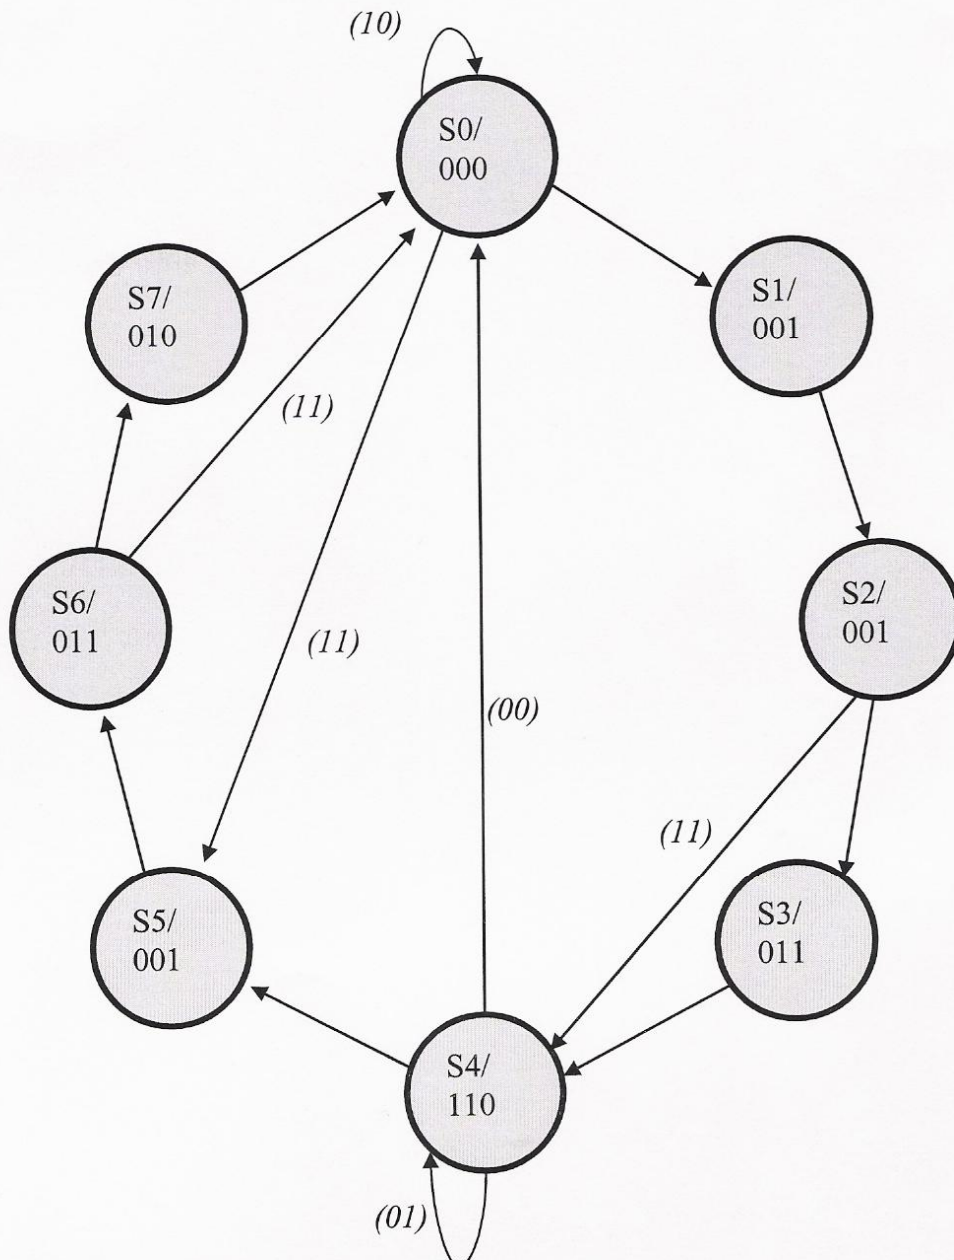 (10)
S0/
000
S7/
010
S1/
001
(11)
S6/
011
S2/
001
(11)
(00)
(11)
S5/
001
S3/
011
S4/
110
(01)